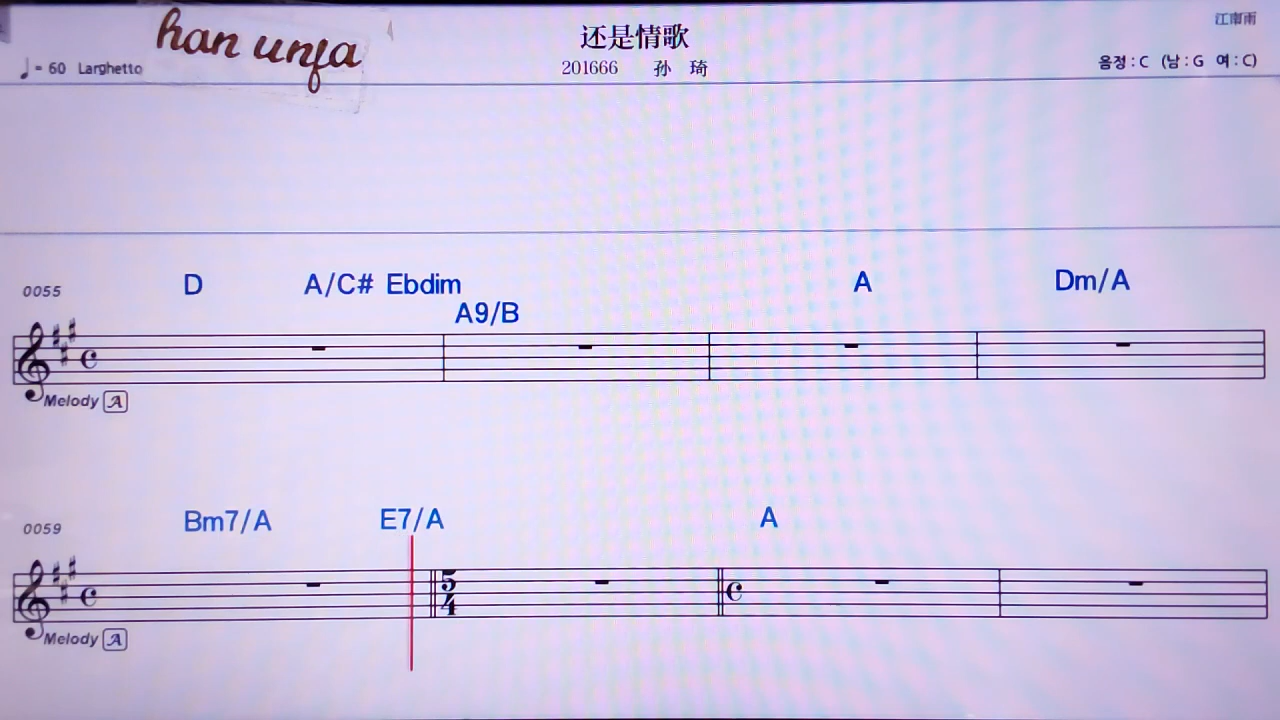 han unfa
还是情歌
江南雨
♩= 60 Larghetto
201666 孙 琦
음정 : C (남 : G 여 : C)
0055 D A/C# Ebdim A9/B A Dm/A
Melody A
0059 Bm7/A E7/A A
5
4
Melody A